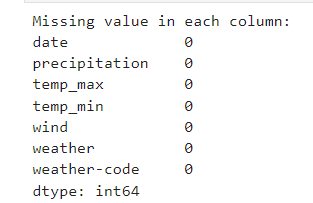 Missing value in each column:
date 0
precipitation 0
temp_max 0
temp_min 0
wind 0
weather 0
weather-code 0
dtype: int64